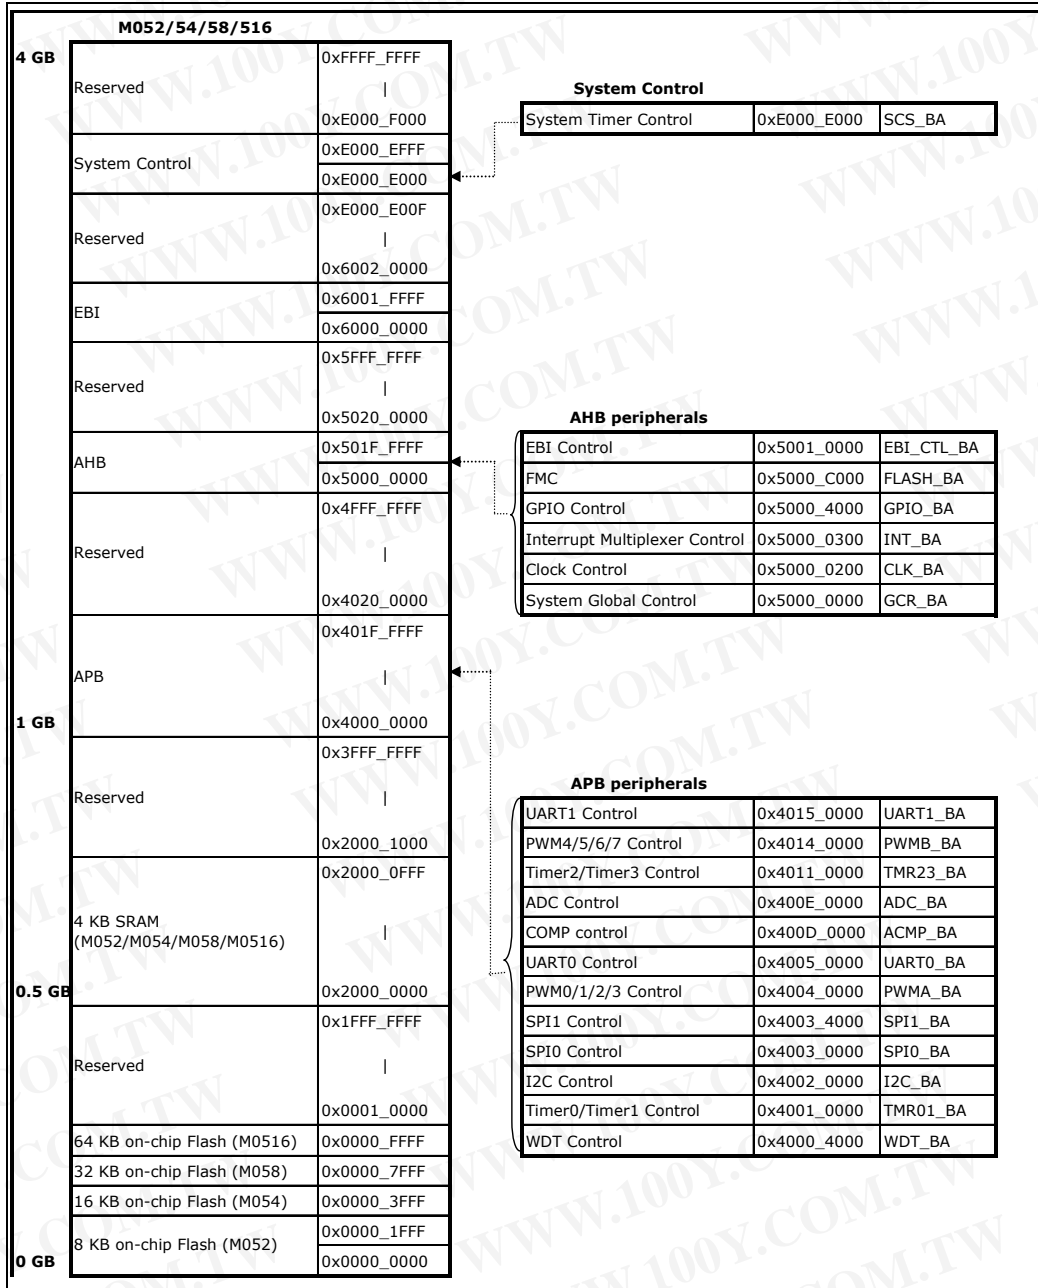 M052/54/58/516
4 GB
Reserved
0xFFFF_FFFF
|
0xE000_F000
System Control
0xE000_EFFF
0xE000_E000
Reserved
0xE000_E00F
|
0x6002_0000
EBI
0x6001_FFFF
0x6000_0000
Reserved
0x5FFF_FFFF
|
0x5020_0000
AHB
0x501F_FFFF
0x5000_0000
Reserved
0x4FFF_FFFF
|
0x4020_0000
APB
0x401F_FFFF
|
1 GB
0x4000_0000
Reserved
0x3FFF_FFFF
|
0x2000_1000
4 KB SRAM
(M052/M054/M058/M0516)
0x2000_0FFF
|
0.5 GB
0x2000_0000
Reserved
0x1FFF_FFFF
|
0x0001_0000
64 KB on-chip Flash (M0516) 0x0000_FFFF
32 KB on-chip Flash (M058) 0x0000_7FFF
16 KB on-chip Flash (M054) 0x0000_3FFF
8 KB on-chip Flash (M052)
0x0000_1FFF
0 GB
0x0000_0000
System Control
System Timer Control 0xE000_E000 SCS_BA
AHB peripherals
EBI Control 0x5001_0000 EBI_CTL_BA
FMC 0x5000_C000 FLASH_BA
GPIO Control 0x5000_4000 GPIO_BA
Interrupt Multiplexer Control 0x5000_0300 INT_BA
Clock Control 0x5000_0200 CLK_BA
System Global Control 0x5000_0000 GCR_BA
APB peripherals
UART1 Control 0x4015_0000 UART1_BA
PWM4/5/6/7 Control 0x4014_0000 PWMB_BA
Timer2/Timer3 Control 0x4011_0000 TMR23_BA
ADC Control 0x400E_0000 ADC_BA
COMP control 0x400D_0000 ACMP_BA
UART0 Control 0x4005_0000 UART0_BA
PWM0/1/2/3 Control 0x4004_0000 PWMA_BA
SPI1 Control 0x4003_4000 SPI1_BA
SPI0 Control 0x4003_0000 SPI0_BA
I2C Control 0x4002_0000 I2C_BA
Timer0/Timer1 Control 0x4001_0000 TMR01_BA
WDT Control 0x4000_4000 WDT_BA
WWW.100Y.COM.TW